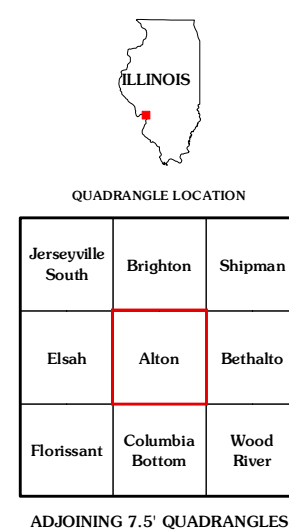 ILLINOIS
QUADRANGLE LOCATION
Jerseyville
South
Brighton
Shipman
Elsah
Alton
Bethalto
Florissant
Columbia
Bottom
Wood
River
ADJOINING 7.5' QUADRANGLES